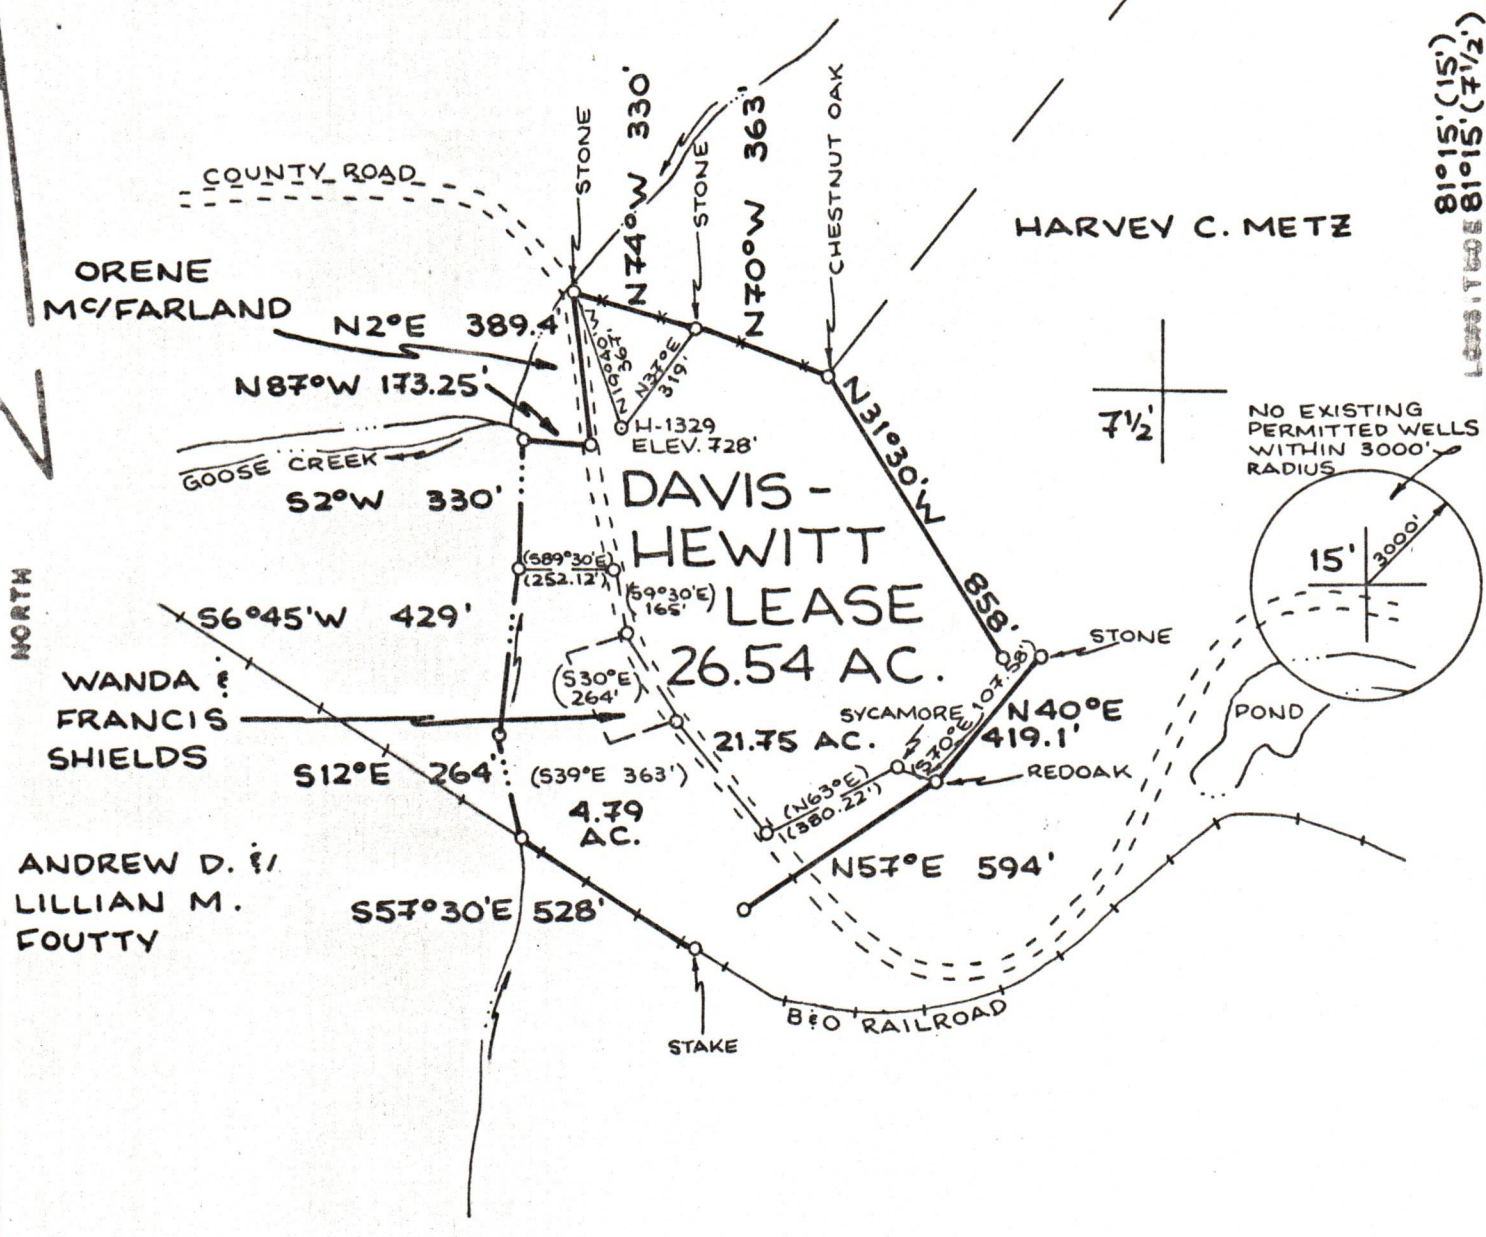 81°15' (15')
81°15' (7½')
LONGITUDE
NORTH
COUNTY ROAD
STONE
N74°W 330'
STONE
N70°W 363'
CHESTNUT OAK
HARVEY C. METZ
ORENE
Mc/FARLAND
N2°E 389.4'
N87°W 173.25'
N37°E
319'
H-1329
ELEV. 728'
GOOSE CREEK
S2°W 330'
7½'
NO EXISTING
PERMITTED WELLS
WITHIN 3000'
RADIUS
15'
3000'
N31°30'W 858'
DAVIS -
HEWITT
LEASE
26.54 AC.
(S89°30'E)
(252.12')
(S9°30'E)
165'
S6°45'W 429'
STONE
WANDA &
FRANCIS
SHIELDS
(S30°E)
264'
SYCAMORE
(S70°E 107.58')
N40°E
419.1'
POND
21.75 AC.
REDOAK
S12°E 264'
(S39°E 363')
(N63°E)
(380.22')
4.79
AC.
N57°E 594'
ANDREW D. &
LILLIAN M.
FOUTTY
S57°30'E 528'
B&O RAILROAD
STAKE